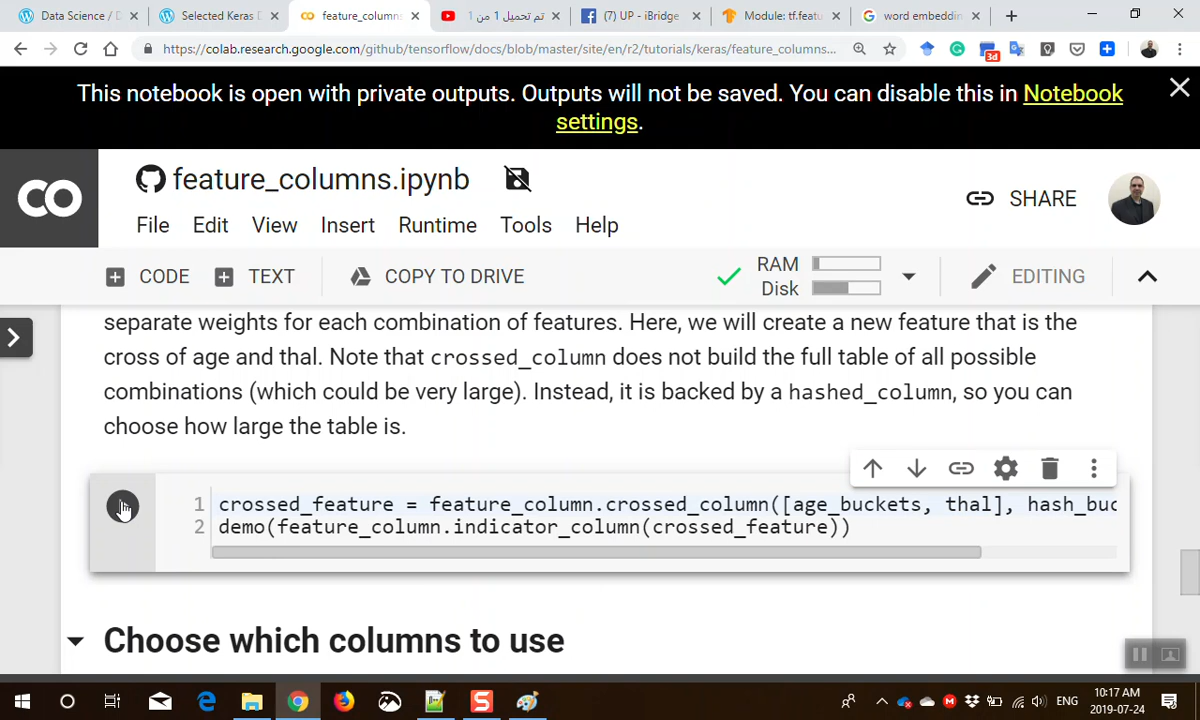 Data Science / D
Selected Keras D
feature_columns
تم تحميل 1 من 1
(7) UP - iBridge
Module: tf.featu
word embeddin
https://colab.research.google.com/github/tensorflow/docs/blob/master/site/en/r2/tutorials/keras/feature_columns...
3d
This notebook is open with private outputs. Outputs will not be saved. You can disable this in Notebook
settings.
CO
feature_columns.ipynb
SHARE
File Edit View Insert Runtime Tools Help
CODE TEXT COPY TO DRIVE RAM Disk EDITING
separate weights for each combination of features. Here, we will create a new feature that is the
cross of age and thal. Note that crossed_column does not build the full table of all possible
combinations (which could be very large). Instead, it is backed by a hashed_column, so you can
choose how large the table is.
1 crossed_feature = feature_column.crossed_column([age_buckets, thal], hash_buc
2 demo(feature_column.indicator_column(crossed_feature))
Choose which columns to use
ENG
10:17 AM
2019-07-24